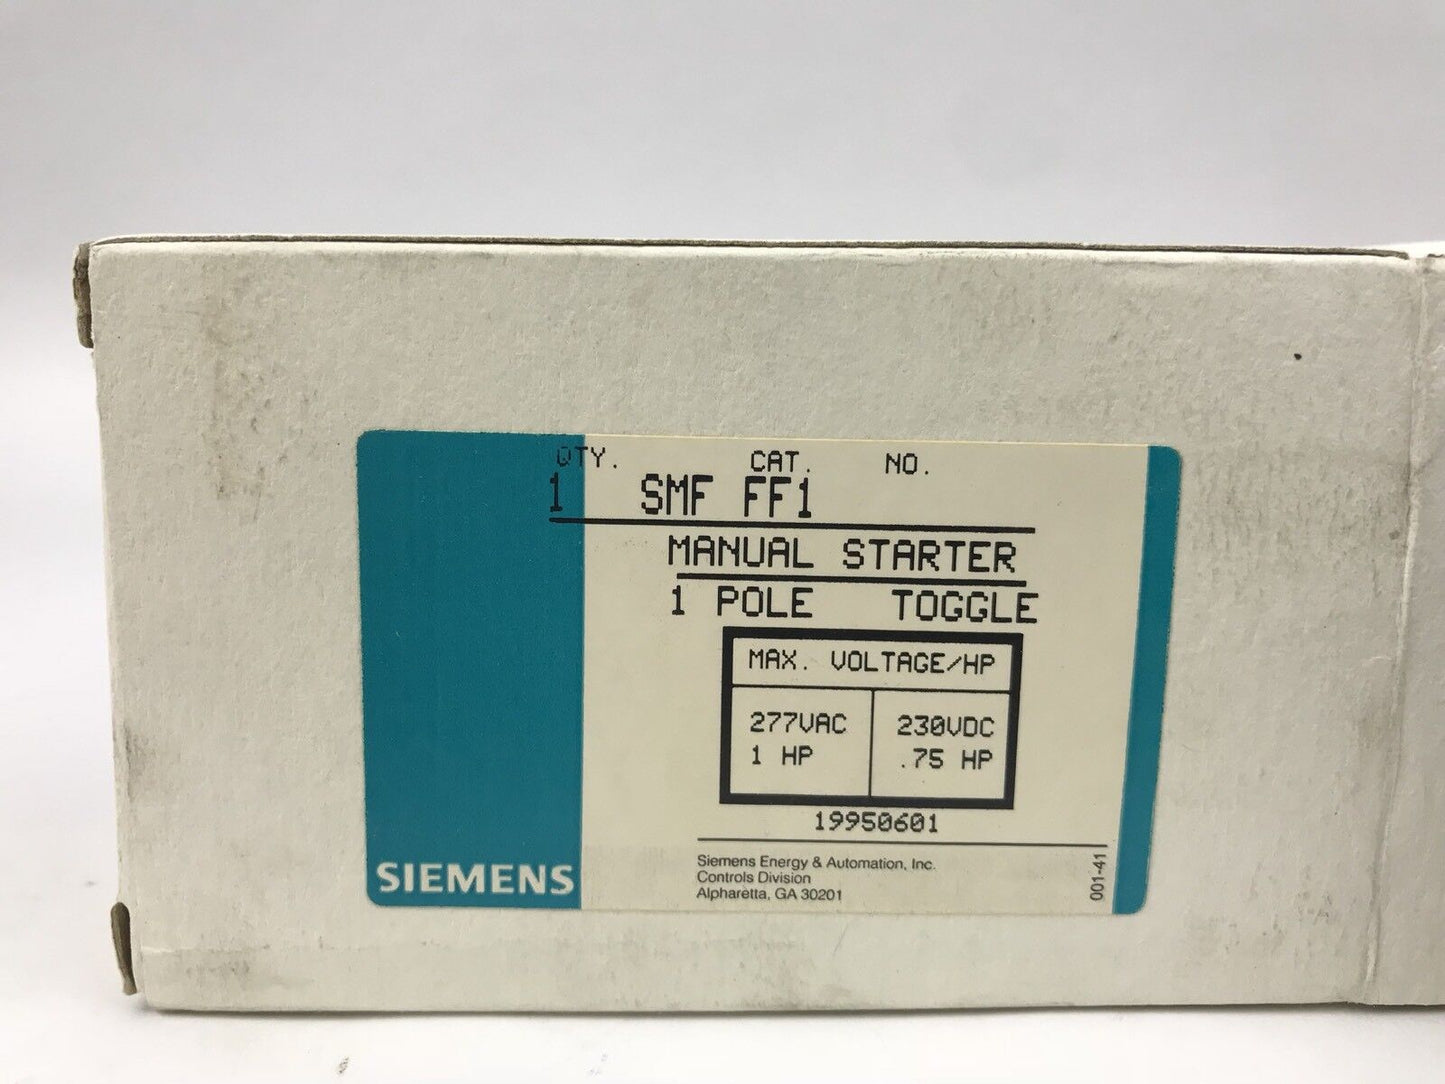 QTY. CAT. NO.
1 SMF FF1
MANUAL STARTER
1 POLE TOGGLE
MAX. VOLTAGE/HP
277VAC 230VDC
1 HP .75 HP
19950601
SIEMENS
Siemens Energy & Automation, Inc.
Controls Division
Alpharetta, GA 30201
001-41